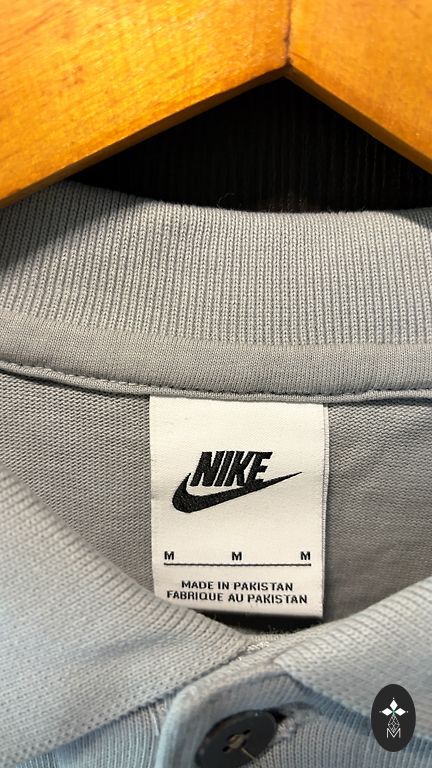 NIKE
M M M
MADE IN PAKISTAN
FABRIQUE AU PAKISTAN